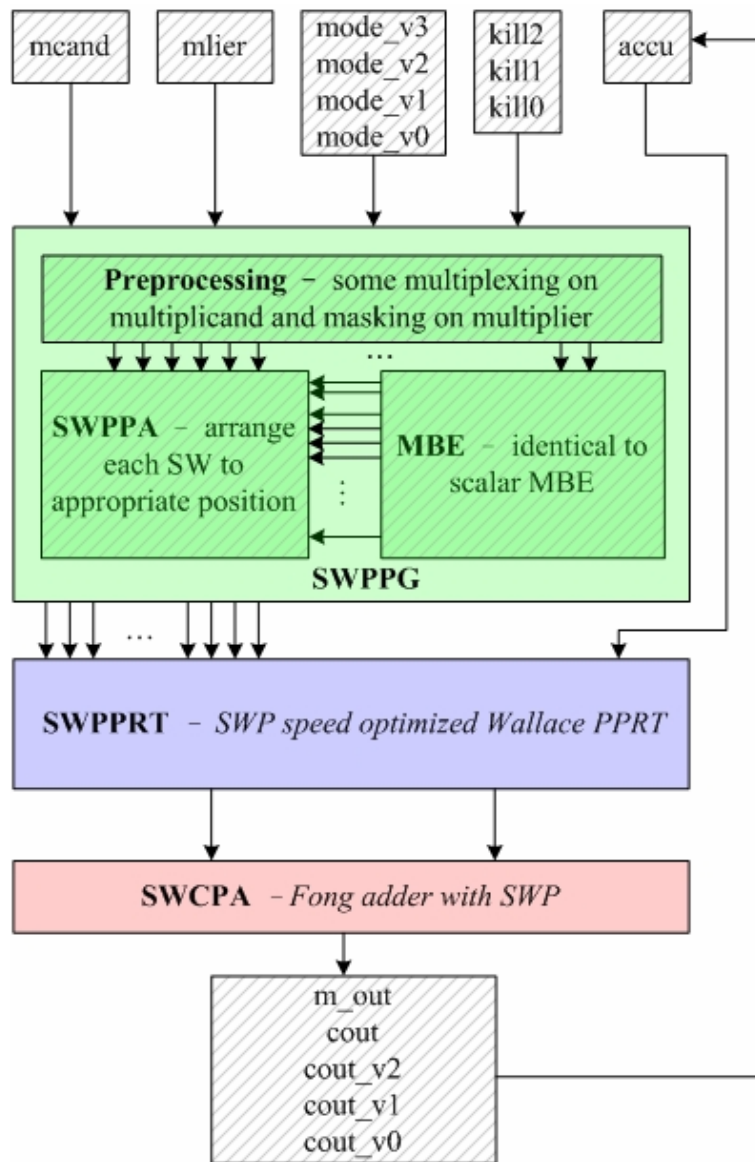 mcand
mlier
mode_v3
mode_v2
mode_v1
mode_v0
kill2
kill1
kill0
accu
Preprocessing – some multiplexing on
multiplicand and masking on multiplier
...
SWPPA – arrange
each SW to
appropriate position
...
MBE – identical to
scalar MBE
SWPPG
...
SWPPRT – SWP speed optimized Wallace PPRT
SWCPA – Fong adder with SWP
m_out
cout
cout_v2
cout_v1
cout_v0